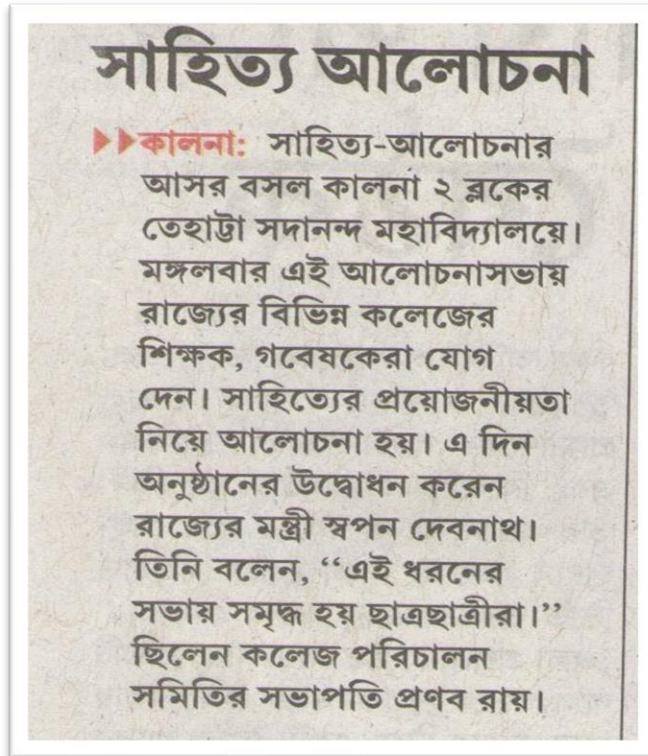 সাহিত্য আলোচনা
কালনা: সাহিত্য-আলোচনার
আসর বসল কালনা ২ ব্লকের
তেহাট্টা সদানন্দ মহাবিদ্যালয়ে।
মঙ্গলবার এই আলোচনাসভায়
রাজ্যের বিভিন্ন কলেজের
শিক্ষক, গবেষকেরা যোগ
দেন। সাহিত্যের প্রয়োজনীয়তা
নিয়ে আলোচনা হয়। এ দিন
অনুষ্ঠানের উদ্বোধন করেন
রাজ্যের মন্ত্রী স্বপন দেবনাথ।
তিনি বলেন, ‘‘এই ধরনের
সভায় সমৃদ্ধ হয় ছাত্রছাত্রীরা।’’
ছিলেন কলেজ পরিচালন
সমিতির সভাপতি প্রণব রায়।